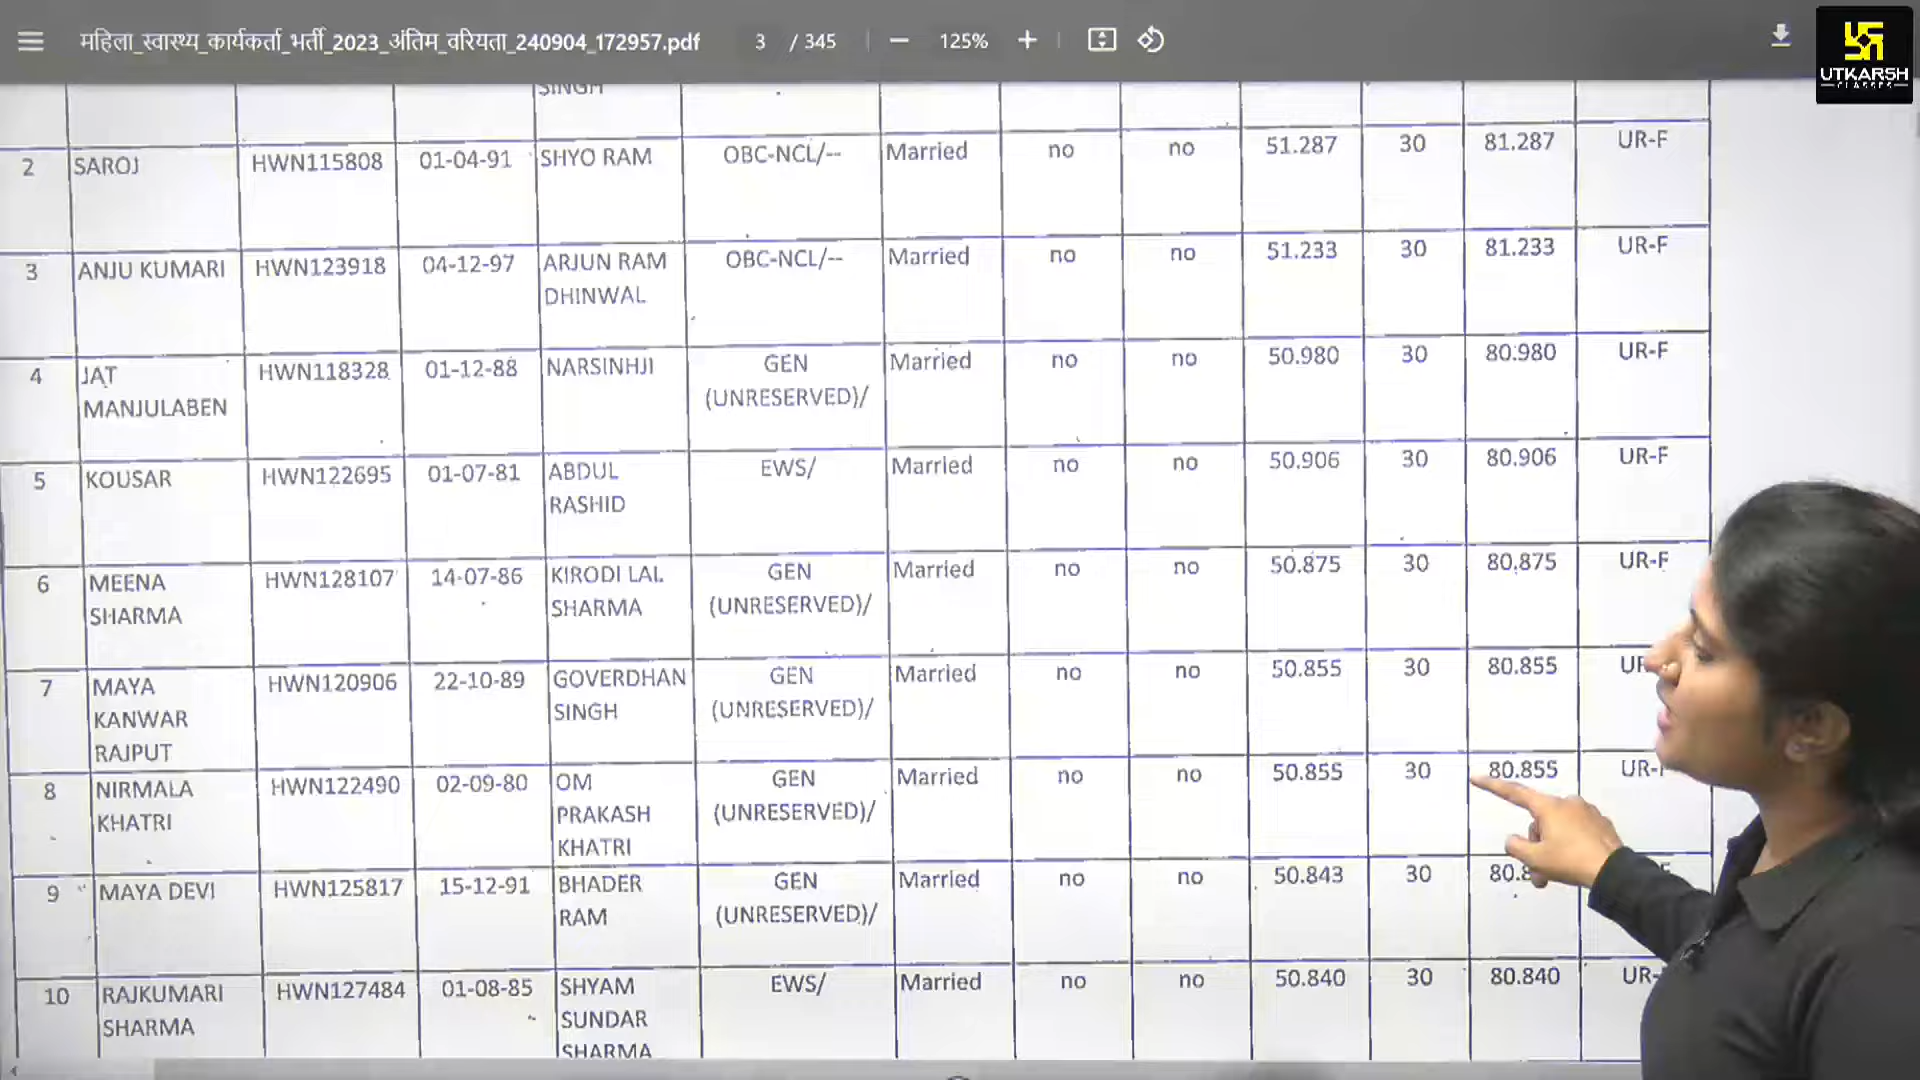 महिला_स्वास्थ्य_कार्यकर्ता_भर्ती_2023_अंतिम_वरियता_240904_172957.pdf 3 / 345 125%
UTKARSH
CLASSES
SINGH
2 SAROJ HWN115808 01-04-91 SHYO RAM OBC-NCL/-- Married no no 51.287 30 81.287 UR-F
3 ANJU KUMARI HWN123918 04-12-97 ARJUN RAM OBC-NCL/-- Married no no 51.233 30 81.233 UR-F
DHINWAL
4 JAT HWN118328 01-12-88 NARSINHJI GEN Married no no 50.980 30 80.980 UR-F
MANJULABEN (UNRESERVED)/
5 KOUSAR HWN122695 01-07-81 ABDUL EWS/ Married no no 50.906 30 80.906 UR-F
RASHID
6 MEENA HWN128107 14-07-86 KIRODI LAL GEN Married no no 50.875 30 80.875 UR-F
SHARMA SHARMA (UNRESERVED)/
7 MAYA HWN120906 22-10-89 GOVERDHAN GEN Married no no 50.855 30 80.855
KANWAR SINGH (UNRESERVED)/
RAJPUT
8 NIRMALA HWN122490 02-09-80 OM GEN Married no no 50.855 30 80.855 UR-F
KHATRI PRAKASH (UNRESERVED)/
KHATRI
9 MAYA DEVI HWN125817 15-12-91 BHADER GEN Married no no 50.843 30
RAM (UNRESERVED)/
10 RAJKUMARI HWN127484 01-08-85 SHYAM EWS/ Married no no 50.840 30 80.840 UR-
SHARMA SUNDAR
SHARMA